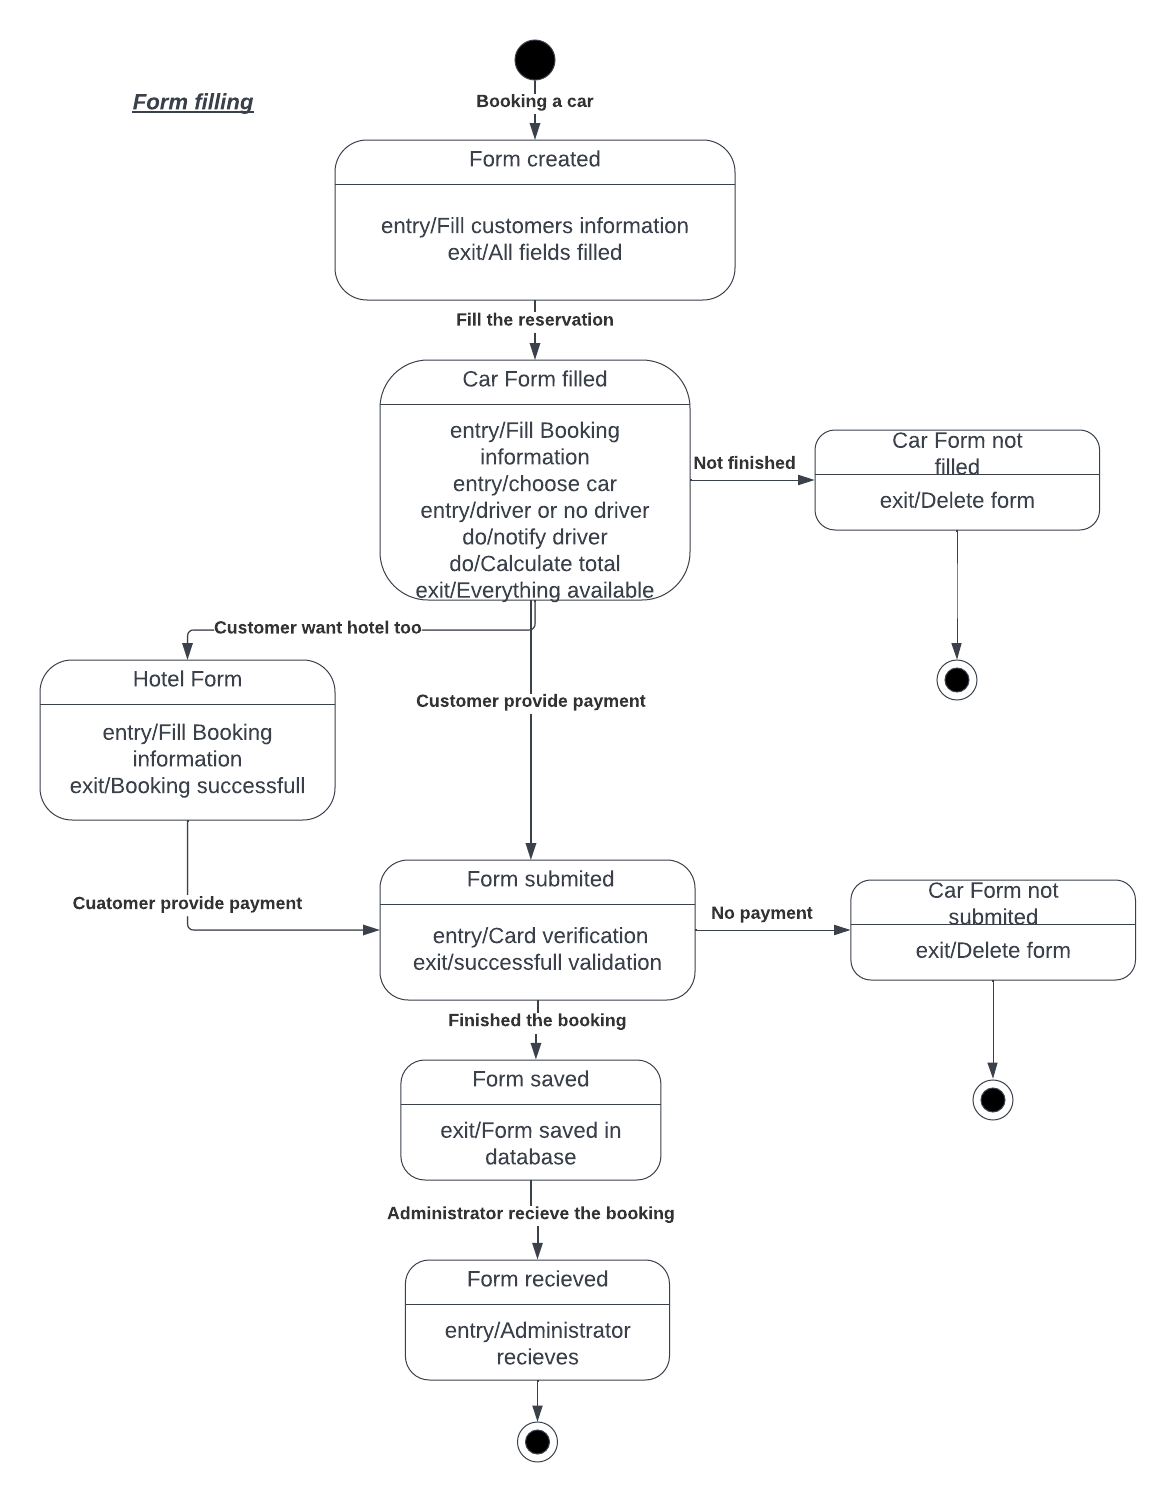 Form filling
Booking a car
Form created
entry/Fill customers information
exit/All fields filled
Fill the reservation
Car Form filled
entry/Fill Booking
information
entry/choose car
entry/driver or no driver
do/notify driver
do/Calculate total
exit/Everything available
Not finished
Car Form not
filled
exit/Delete form
Customer want hotel too
Hotel Form
entry/Fill Booking
information
exit/Booking successfull
Customer provide payment
Cuatomer provide payment
Form submited
entry/Card verification
exit/successfull validation
No payment
Car Form not
submited
exit/Delete form
Finished the booking
Form saved
exit/Form saved in
database
Administrator recieve the booking
Form recieved
entry/Administrator
recieves